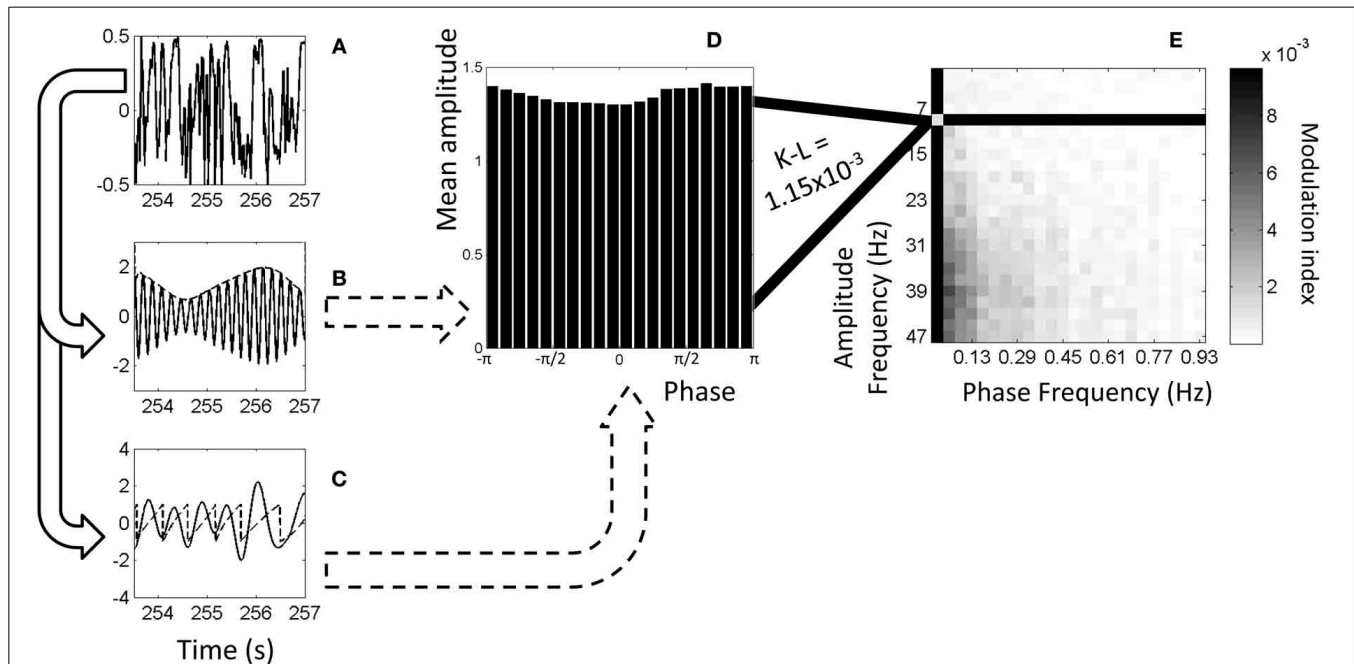 A
0.5
0
-0.5
254 255 256 257
B
2
0
-2
254 255 256 257
C
4
2
0
-2
-4
254 255 256 257
Time (s)
D
Mean amplitude
1.5
1
0.5
0
-π -π/2 0 π/2 π
Phase
K-L =
1.15x10-3
E
Amplitude
Frequency (Hz)
7
15
23
31
39
47
0.13 0.29 0.45 0.61 0.77 0.93
Phase Frequency (Hz)
x 10-3
8
6
4
2
Modulation index